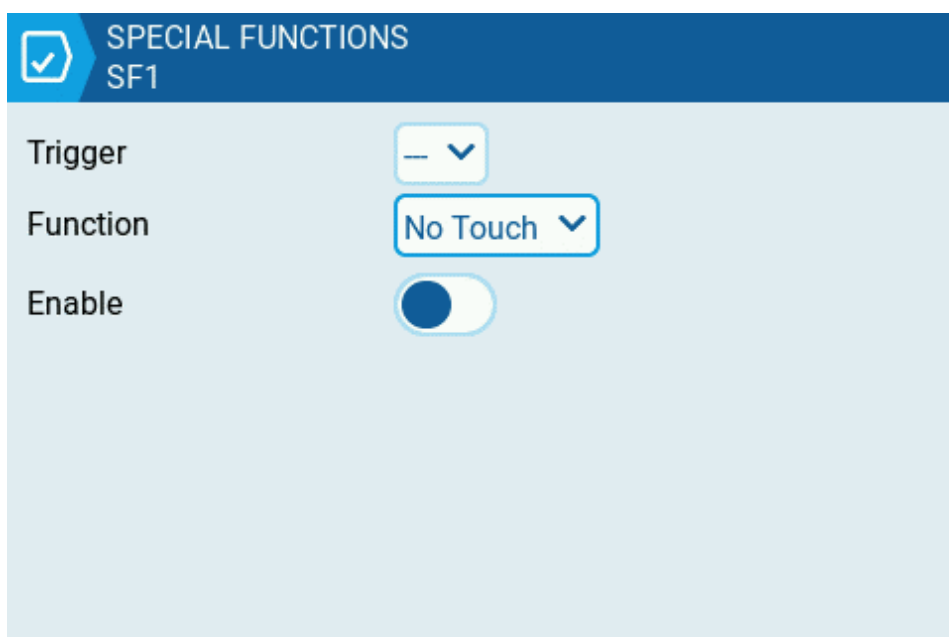 SPECIAL FUNCTIONS
SF1
Trigger
---
Function
No Touch
Enable